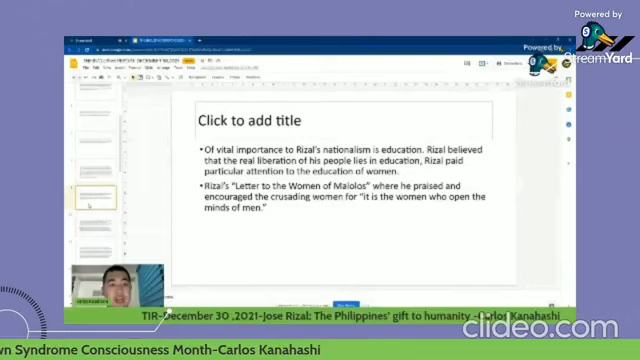 Powered by
StreamYard
Powered by
Click to add title
• Of vital importance to Rizal's nationalism is education. Rizal believed
that the real liberation of his people lies in education, Rizal paid
particular attention to the education of women.
• Rizal's "Letter to the Women of Malolos" where he praised and
encouraged the crusading women for "it is the women who open the
minds of men."
TIR-December 30 ,2021-Jose Rizal: The Philippines' gift to humanity -Carlos Kanahashi
clideo.com
wn Syndrome Consciousness Month-Carlos Kanahashi